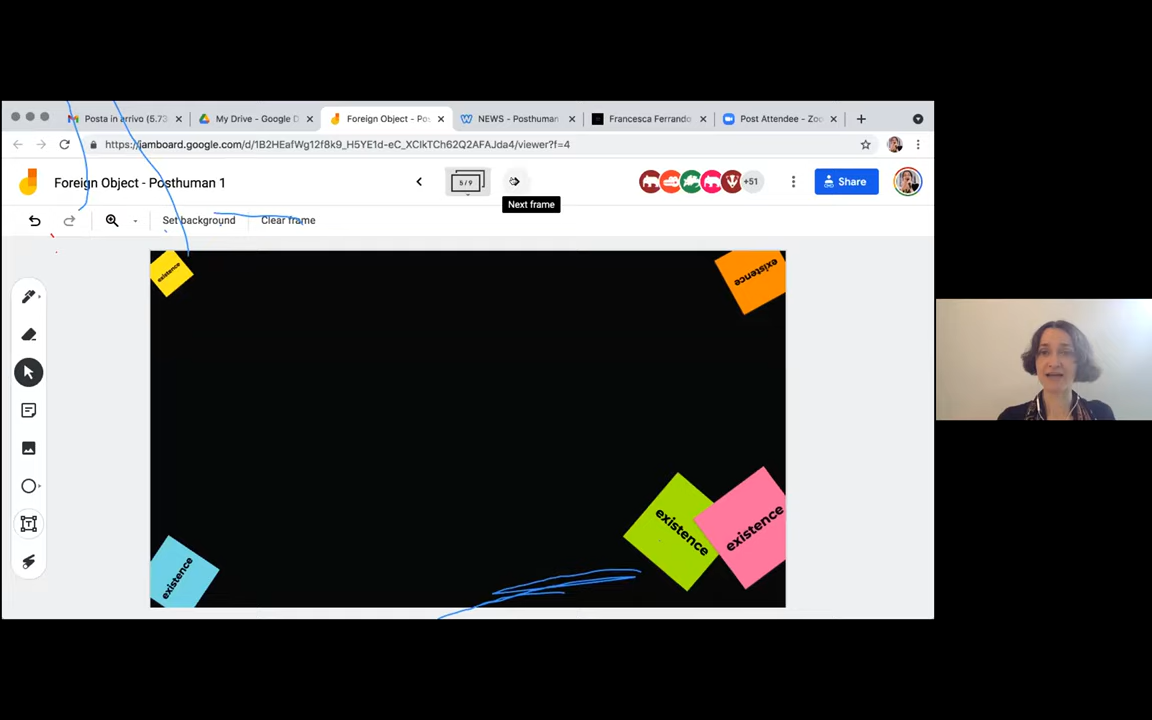 Posta in arrivo (5.73
My Drive - Google D
Foreign Object - Pos
NEWS - Posthuman
Francesca Ferrando
Post Attendee - Zoo
https://jamboard.google.com/d/1B2HEafWg12f8k9_H5YE1d-eC_XClkTCh62Q2AFAJda4/viewer?f=4
Foreign Object - Posthuman 1
5/9
+51
Share
Next frame
Set background
Clear frame
existence
existence
existence
existence
existence